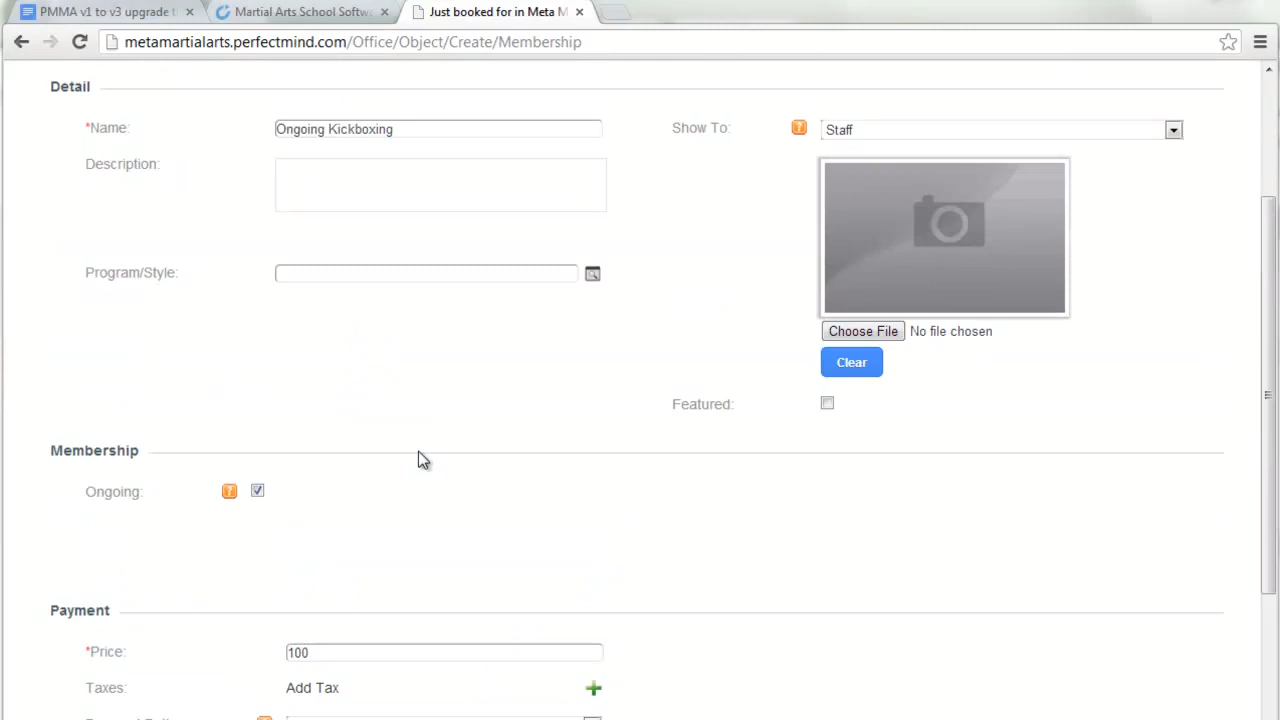 PMMA v1 to v3 upgrade t
Martial Arts School Softw
Just booked for in Meta M
metamartialarts.perfectmind.com/Office/Object/Create/Membership
Detail
*Name: Ongoing Kickboxing
Show To: ? Staff
Description:
Program/Style:
Choose File No file chosen
Clear
Featured:
Membership
Ongoing: ?
Payment
*Price: 100
Taxes: Add Tax